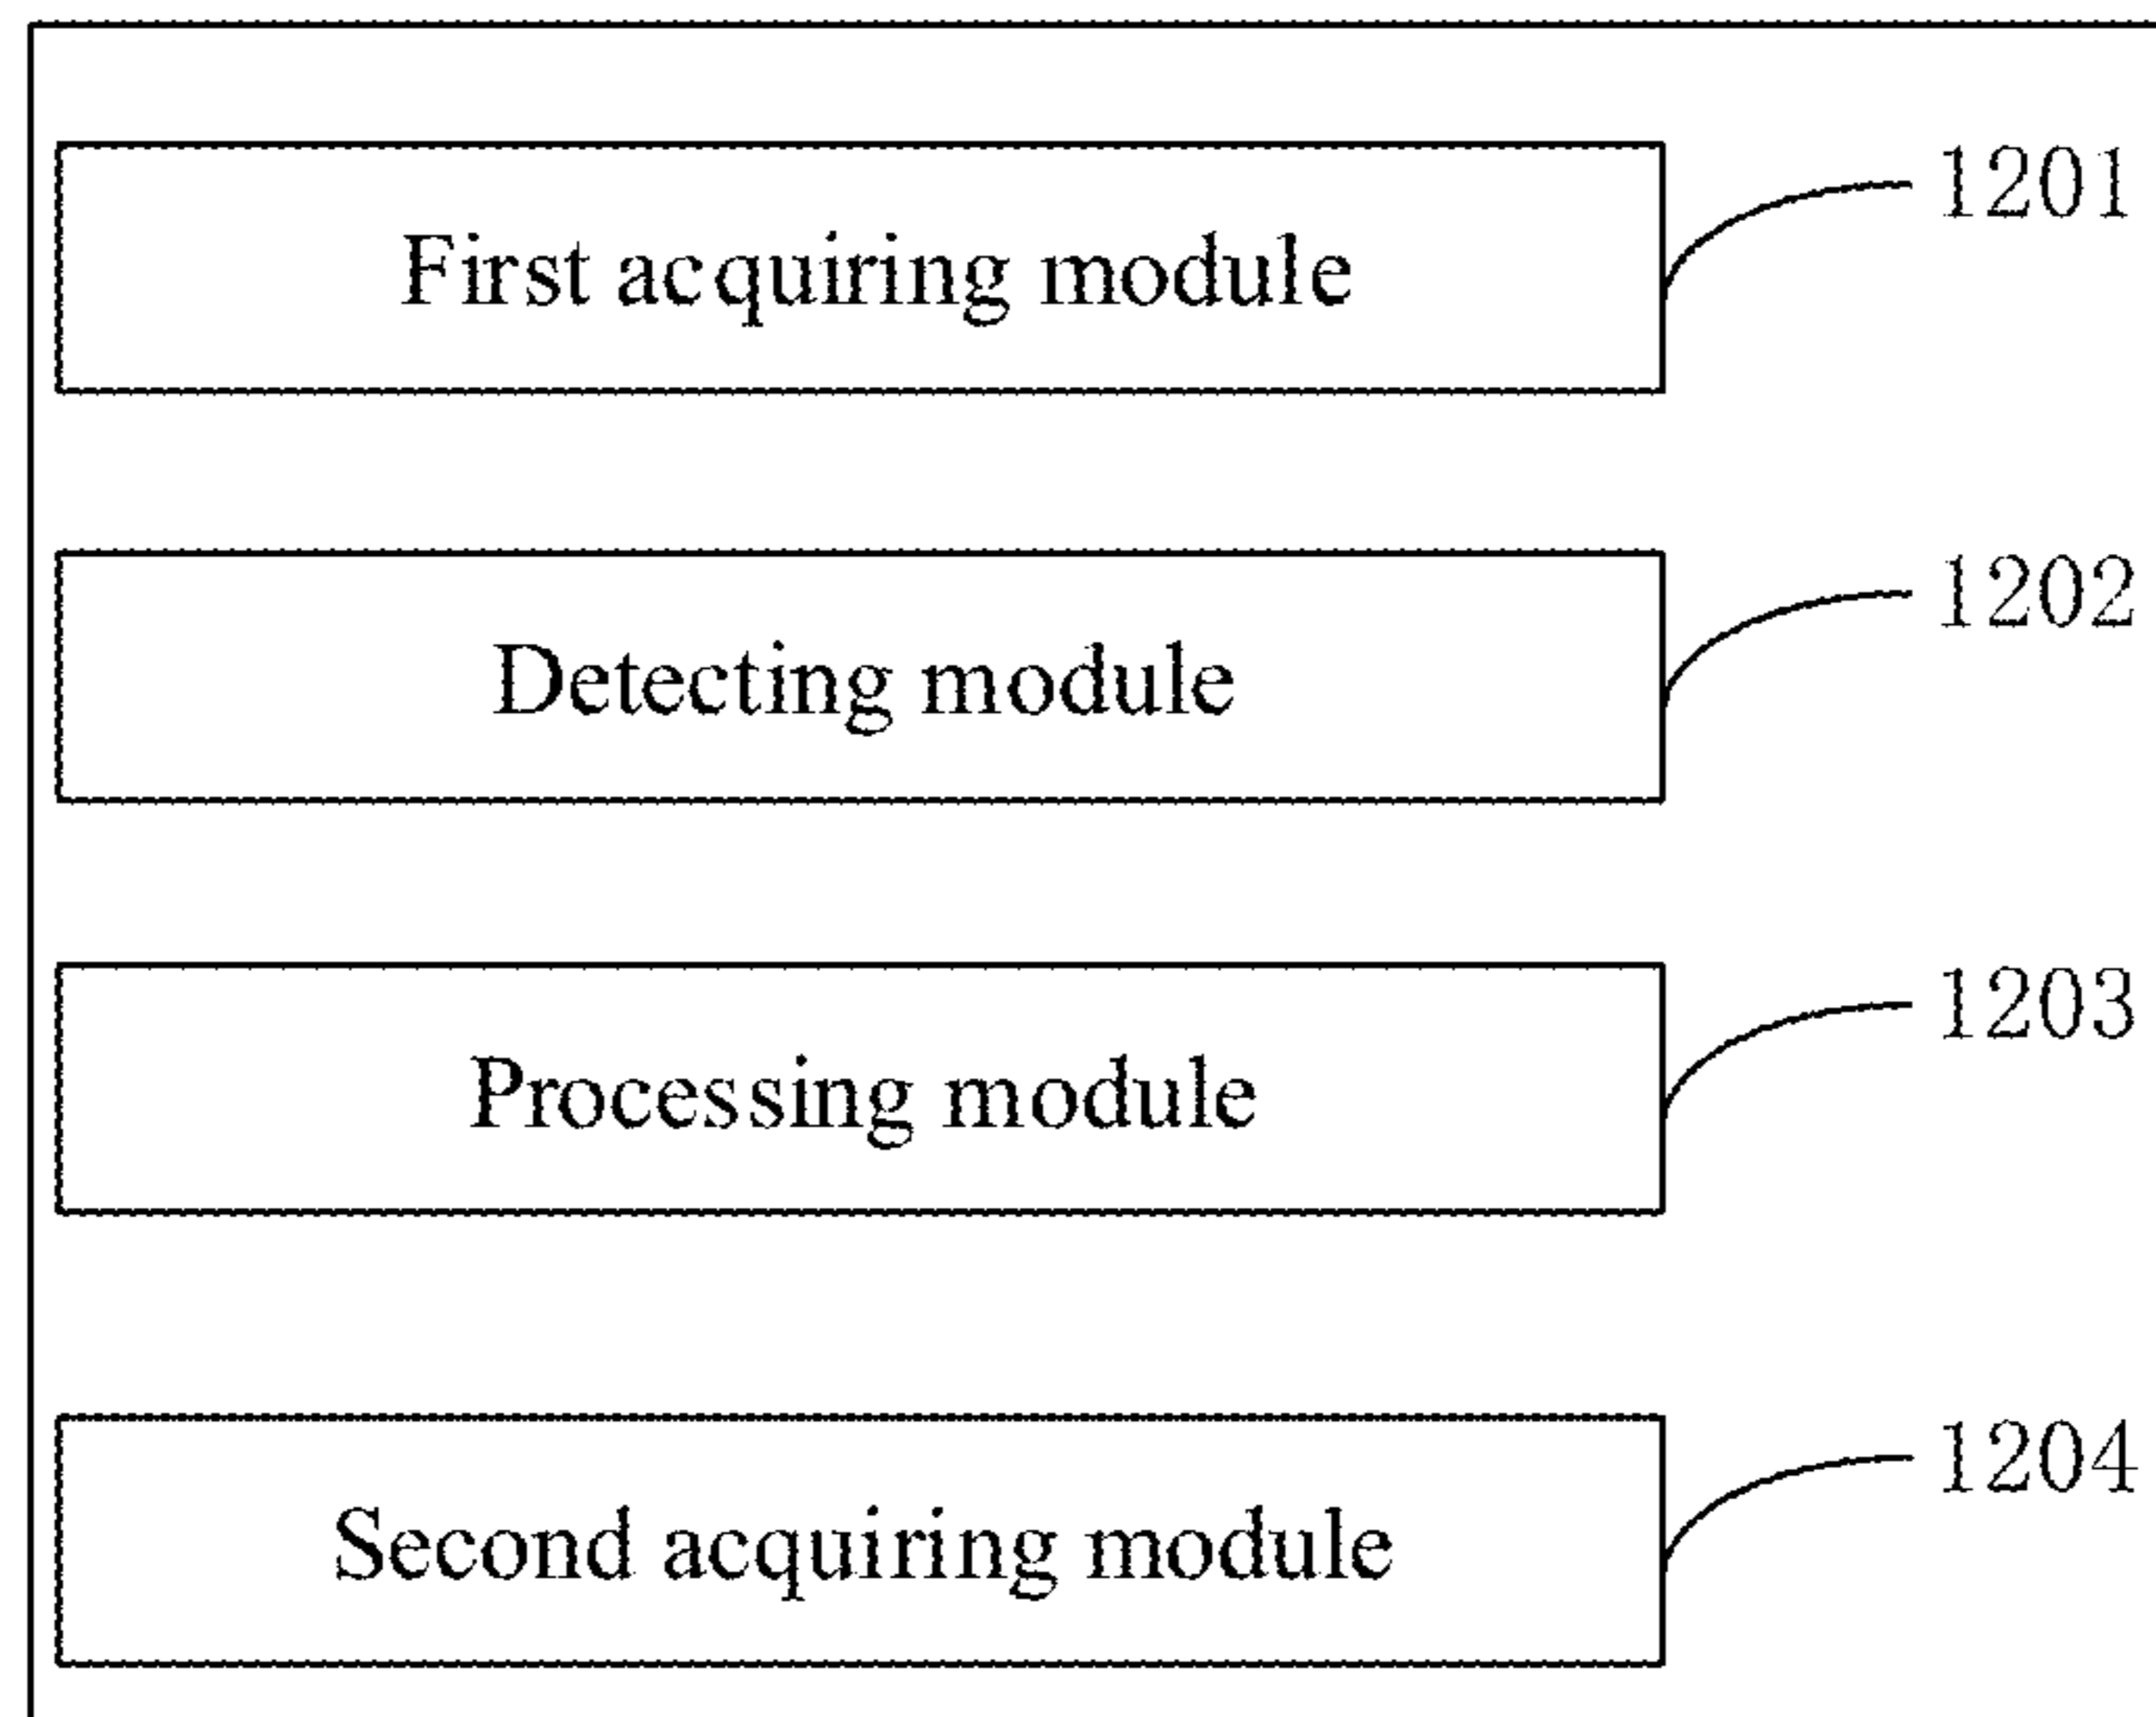 First acquiring module 1201
Detecting module 1202
Processing module 1203
Second acquiring module 1204